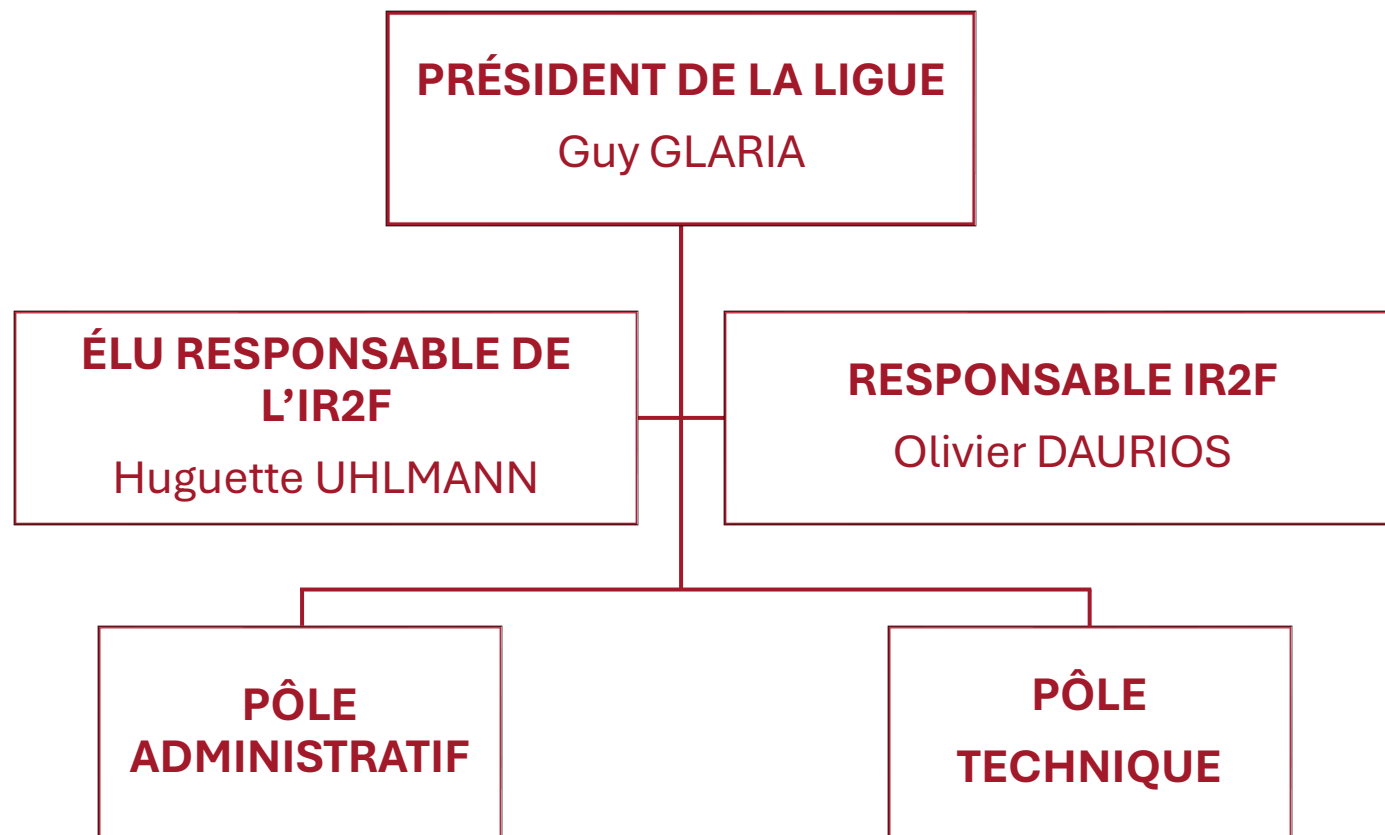 PRÉSIDENT DE LA LIGUE
Guy GLARIA
ÉLU RESPONSABLE DE
L’IR2F
Huguette UHLMANN
RESPONSABLE IR2F
Olivier DAURIOS
PÔLE
ADMINISTRATIF
PÔLE
TECHNIQUE